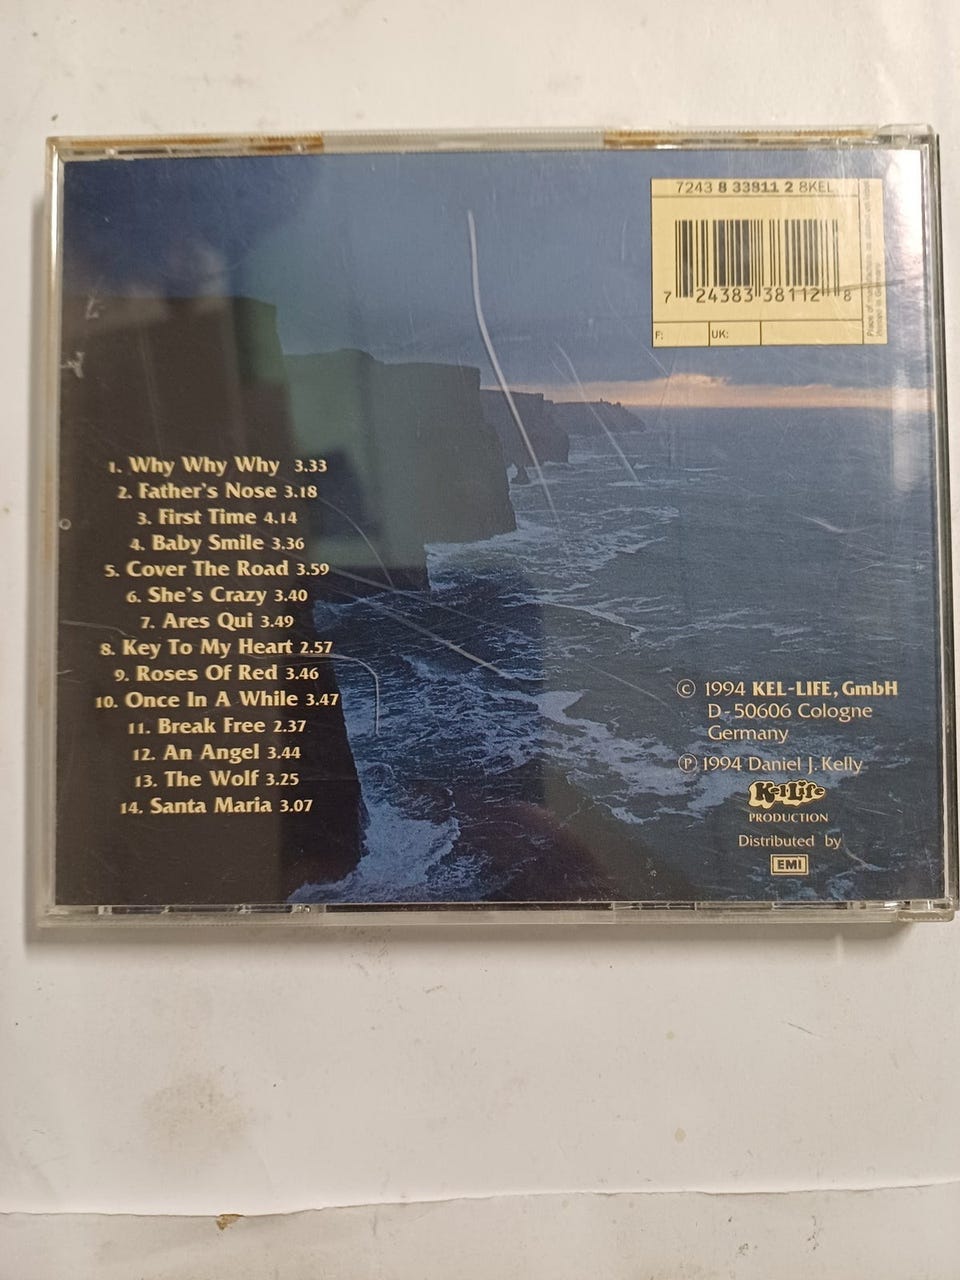 7243 8 33811 2 8KEL
7 24383 38112 8
F:
UK:
1. Why Why Why 3.33
2. Father's Nose 3.18
3. First Time 4.14
4. Baby Smile 3.36
5. Cover The Road 3.59
6. She's Crazy 3.40
7. Ares Qui 3.49
8. Key To My Heart 2.57
9. Roses Of Red 3.46
10. Once In A While 3.47
11. Break Free 2.37
12. An Angel 3.44
13. The Wolf 3.25
14. Santa Maria 3.07
© 1994 KEL-LIFE, GmbH
D-50606 Cologne
Germany
℗ 1994 Daniel J. Kelly
Kel-Life
PRODUCTION
Distributed by
EMI